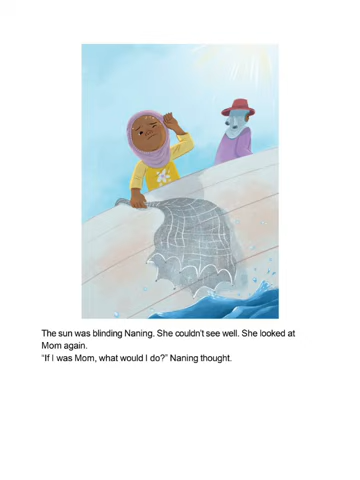 The sun was blinding Naning. She couldn't see well. She looked at
Mom again.
“If I was Mom, what would I do?” Naning thought.